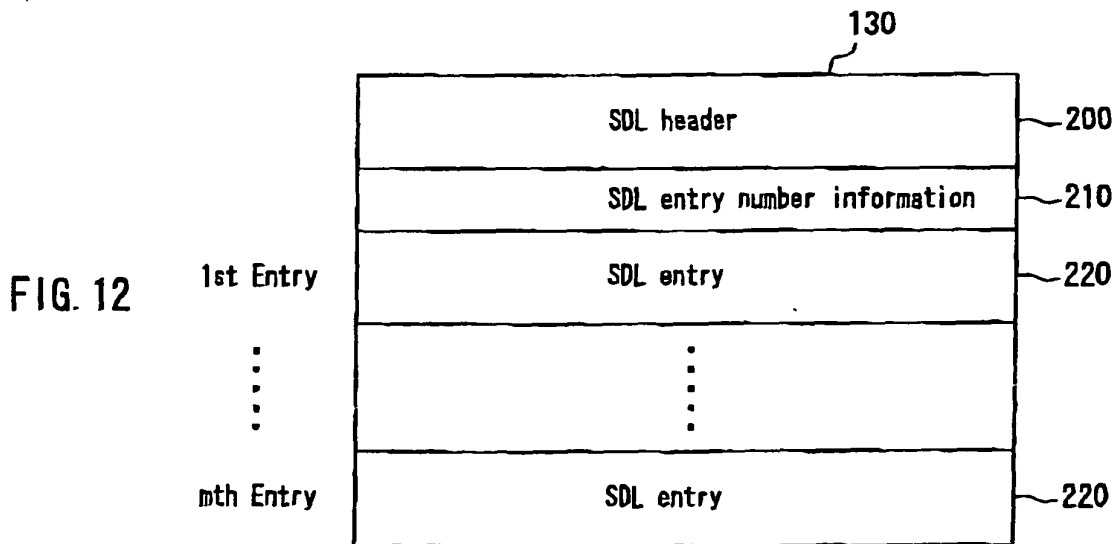 130
SDL header 200
SDL entry number information 210
FIG. 12 1st Entry SDL entry 220
mth Entry SDL entry 220